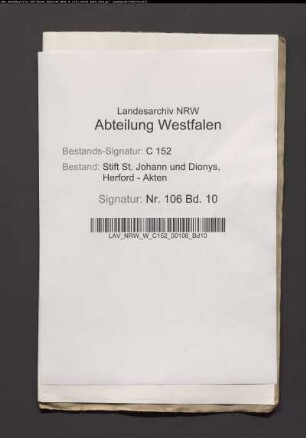 Landesarchiv NRW
Abteilung Westfalen
Bestands-Signatur: C 152
Bestand: Stift St. Johann und Dionys,
Herford - Akten
Signatur: Nr. 106 Bd. 10
LAV_NRW_W_C152_00106_Bd10